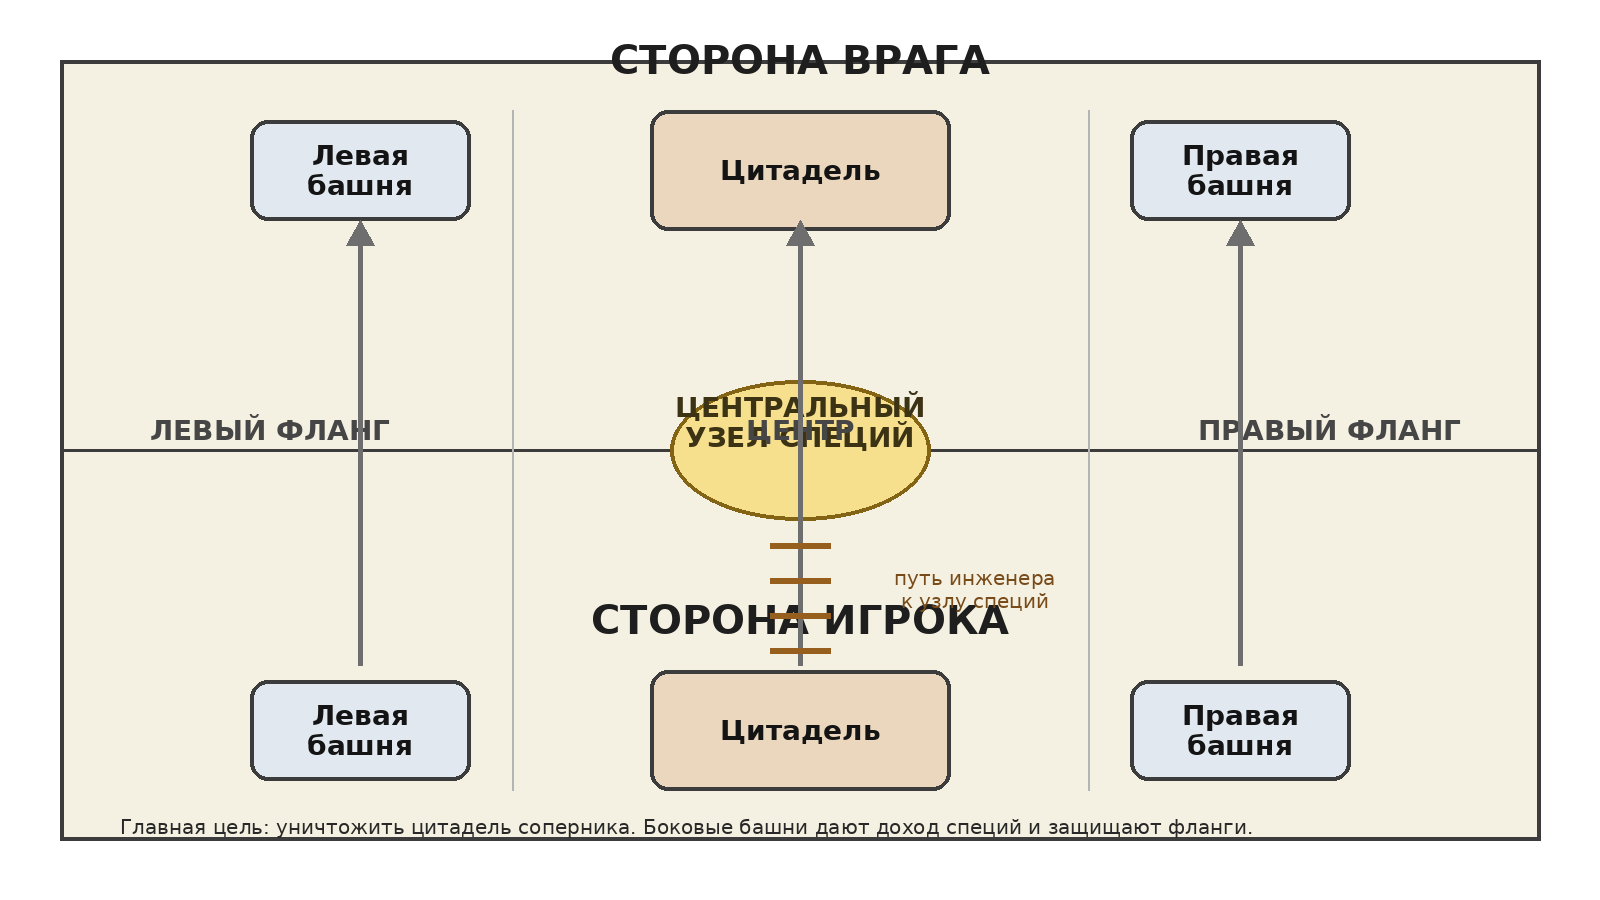 СТОРОНА ВРАГА
Левая
башня
Цитадель
Правая
башня
ЛЕВЫЙ ФЛАНГ
ЦЕНТРАЛЬНЫЙ
УЗЕЛ СПЕЦИЙ
ЦЕНТР
ПРАВЫЙ ФЛАНГ
путь инженера
к узлу специй
СТОРОНА ИГРОКА
Левая
башня
Цитадель
Правая
башня
Главная цель: уничтожить цитадель соперника. Боковые башни дают доход специй и защищают фланги.